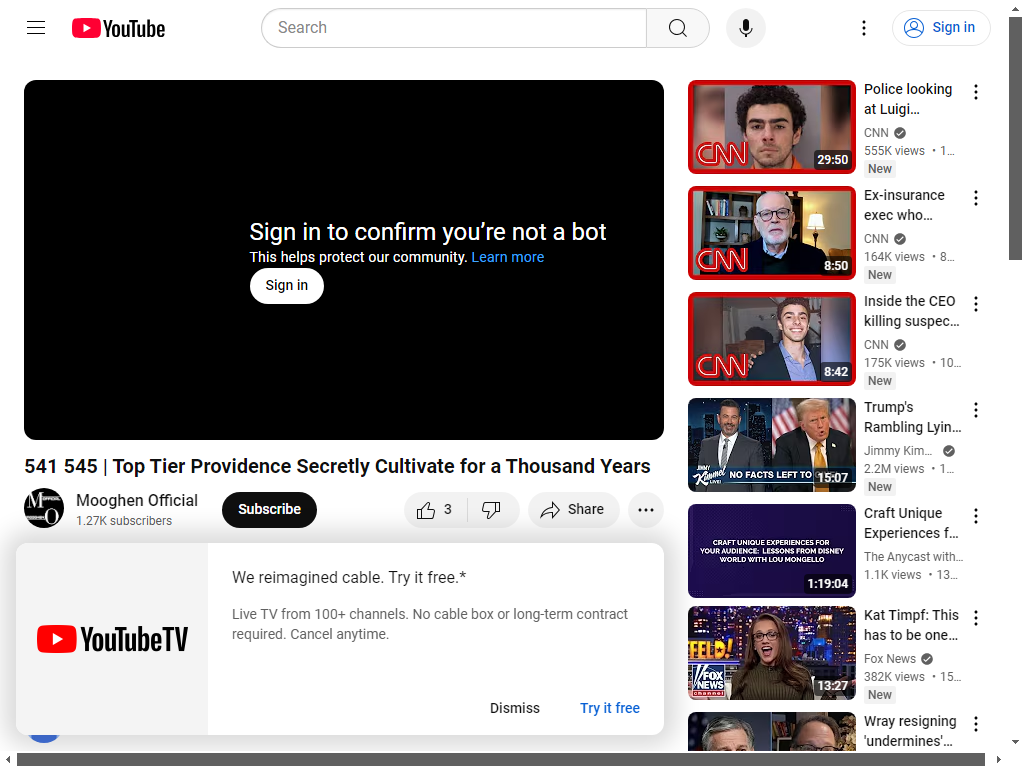 YouTube
Search
Sign in
Sign in to confirm you're not a bot
This helps protect our community. Learn more
Sign in
541 545 | Top Tier Providence Secretly Cultivate for a Thousand Years
Mooghen Official
1.27K subscribers
Subscribe
3
Share
We reimagined cable. Try it free.*
Live TV from 100+ channels. No cable box or long-term contract
required. Cancel anytime.
YouTubeTV
Dismiss
Try it free
CNN
29:50
Police looking
at Luigi...
CNN
555K views • 1...
New
CNN
8:50
Ex-insurance
exec who...
CNN
164K views • 8...
New
CNN
8:42
Inside the CEO
killing suspec...
CNN
175K views • 10...
New
JIMMY
Kimmel
LIVE!
NO FACTS LEFT TO
15:07
Trump's
Rambling Lyin...
Jimmy Kim...
2.2M views • 1...
New
CRAFT UNIQUE EXPERIENCES FOR
YOUR AUDIENCE: LESSONS FROM DISNEY
WORLD WITH LOU MONGELLO
1:19:04
Craft Unique
Experiences f...
The Anycast with...
1.1K views • 13...
FELD!
FOX
NEWS
channel
13:27
Kat Timpf: This
has to be one...
Fox News
382K views • 15...
New
Wray resigning
'undermines'...